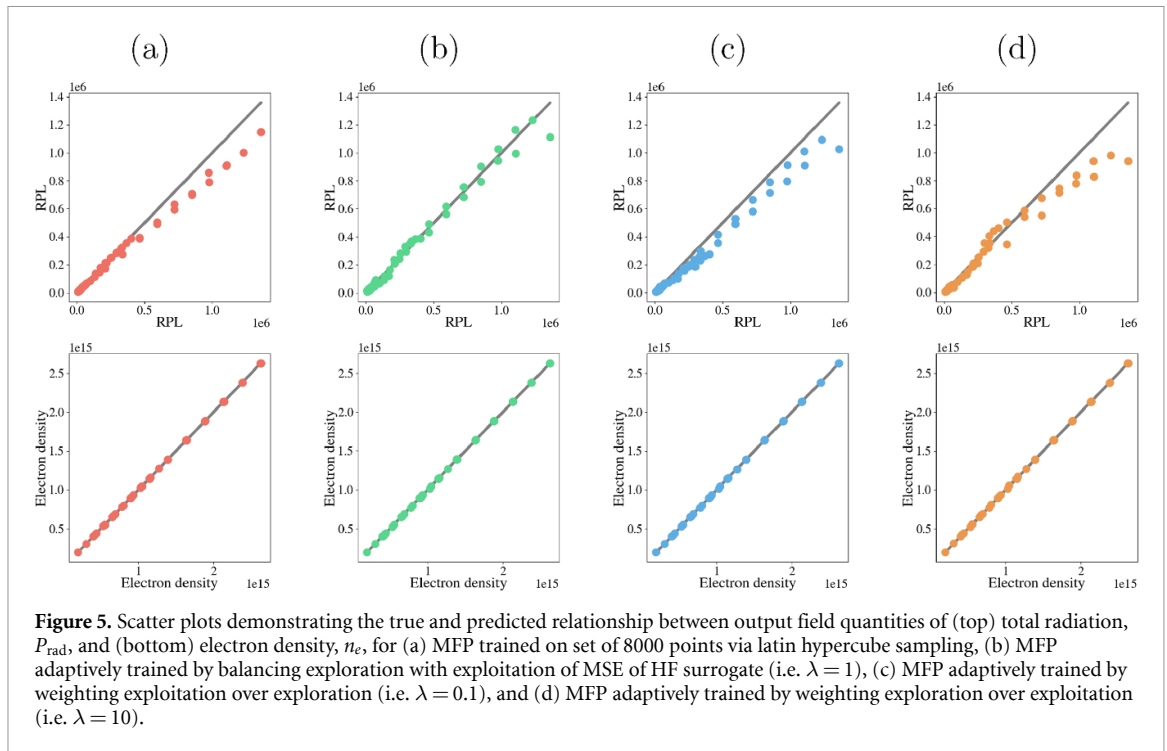 (a) (b) (c) (d)
1e6 1e6 1e6 1e6
1.4 1.4 1.4 1.4
1.2 1.2 1.2 1.2
1.0 1.0 1.0 1.0
RPL 0.8 RPL 0.8 RPL 0.8 RPL 0.8
0.6 0.6 0.6 0.6
0.4 0.4 0.4 0.4
0.2 0.2 0.2 0.2
0.0 0.0 0.0 0.0
0.0 0.5 1.0 0.0 0.5 1.0 0.0 0.5 1.0 0.0 0.5 1.0
RPL 1e6 RPL 1e6 RPL 1e6 RPL 1e6
1e15 1e15 1e15 1e15
2.5 2.5 2.5 2.5
2.0 2.0 2.0 2.0
Electron density 1.5 Electron density 1.5 Electron density 1.5 Electron density 1.5
1.0 1.0 1.0 1.0
0.5 0.5 0.5 0.5
1 2 1 2 1 2 1 2
Electron density 1e15 Electron density 1e15 Electron density 1e15 Electron density 1e15
Figure 5. Scatter plots demonstrating the true and predicted relationship between output field quantities of (top) total radiation,
P_rad, and (bottom) electron density, n_e, for (a) MFP trained on set of 8000 points via latin hypercube sampling, (b) MFP
adaptively trained by balancing exploration with exploitation of MSE of HF surrogate (i.e. λ = 1), (c) MFP adaptively trained by
weighting exploitation over exploration (i.e. λ = 0.1), and (d) MFP adaptively trained by weighting exploration over exploitation
(i.e. λ = 10).